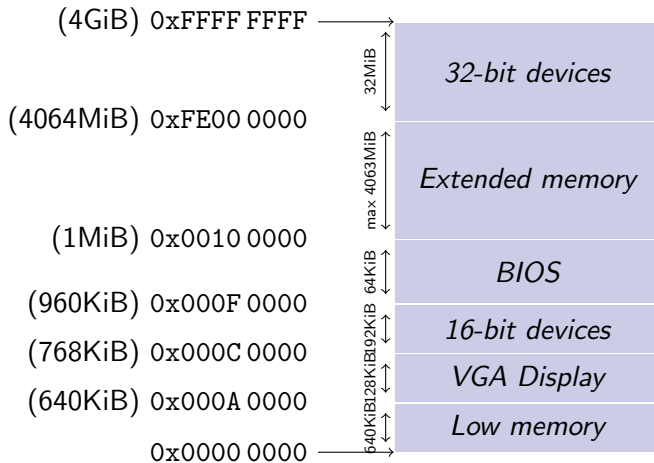 (4GiB) 0xFFFF FFFF
32MiB
32-bit devices
(4064MiB) 0xFE00 0000
max 4063MiB
Extended memory
(1MiB) 0x0010 0000
64KiB
BIOS
(960KiB) 0x000F 0000
192KiB
16-bit devices
(768KiB) 0x000C 0000
128KiB
VGA Display
(640KiB) 0x000A 0000
640KiB
Low memory
0x0000 0000